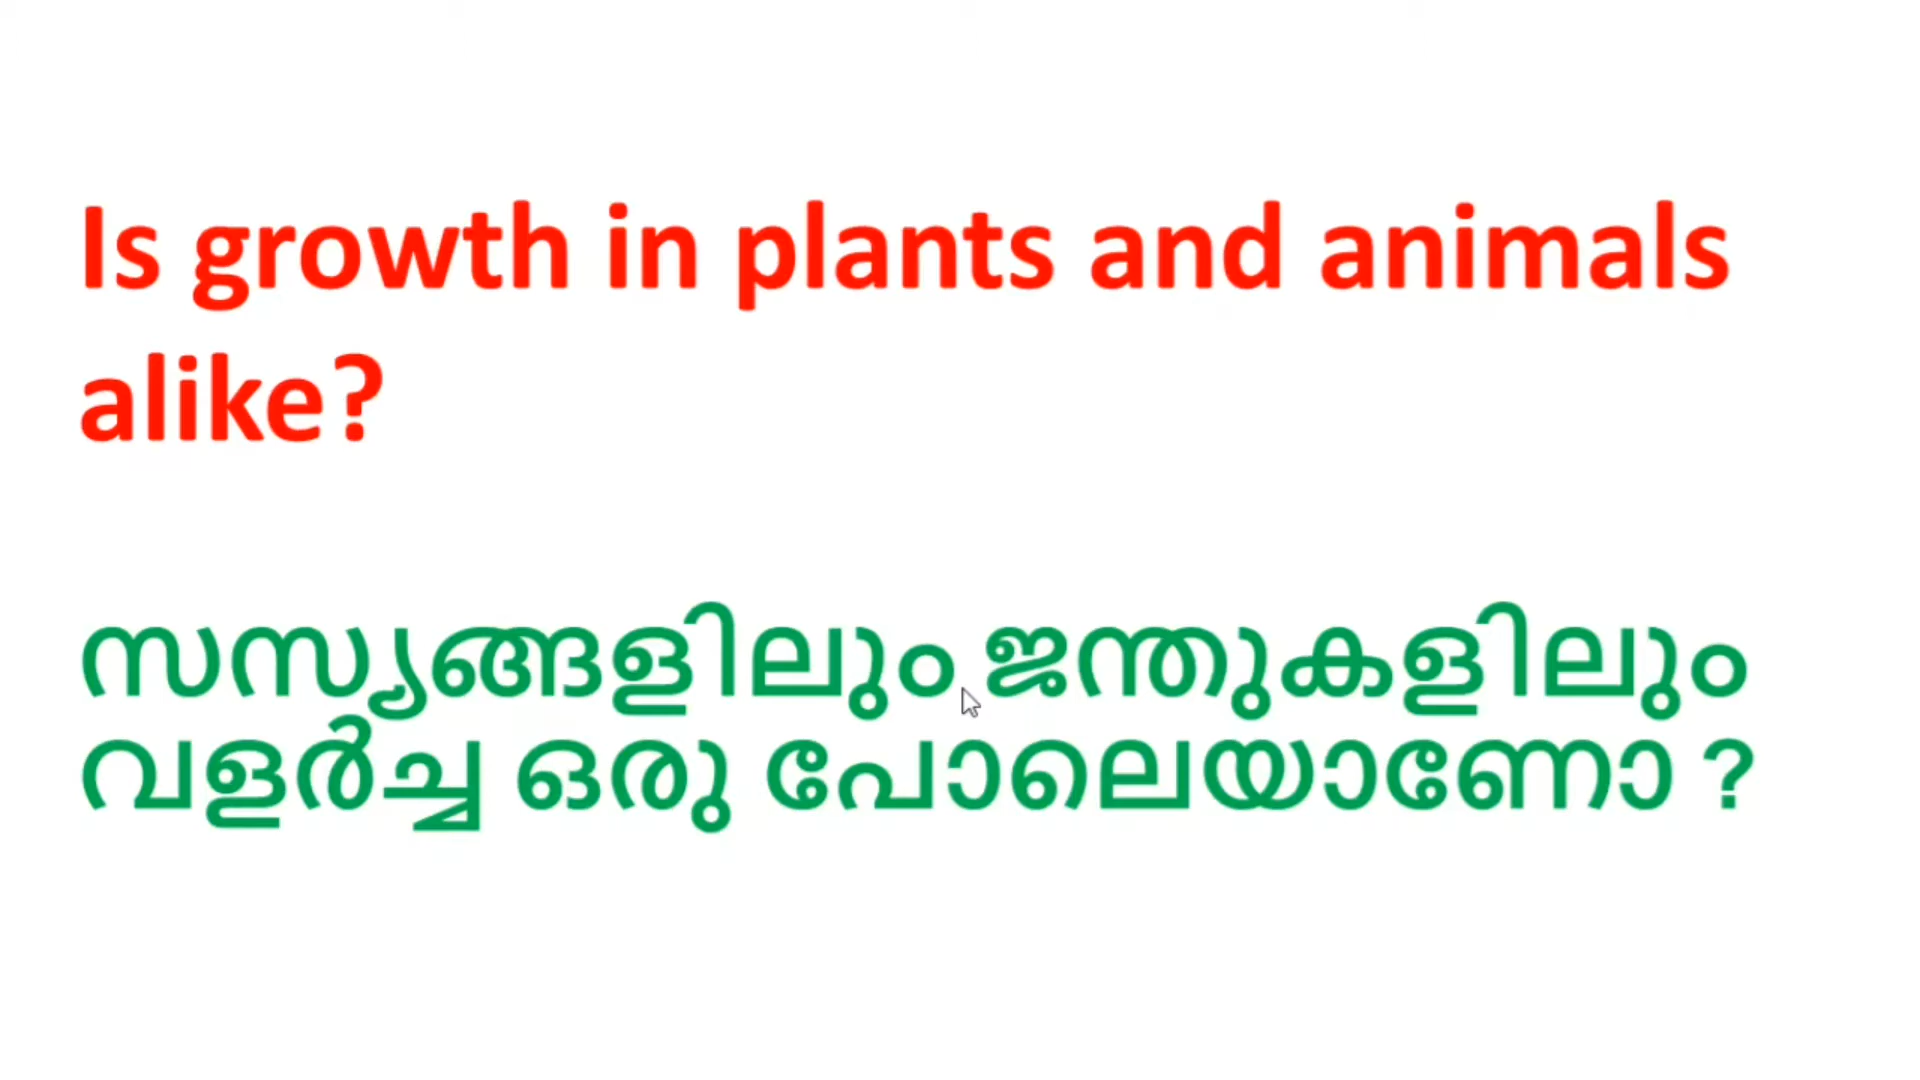 Is growth in plants and animals
alike?
സസ്യങ്ങളിലും ജന്തുകളിലും
വളർച്ച ഒരു പോലെയാണോ ?